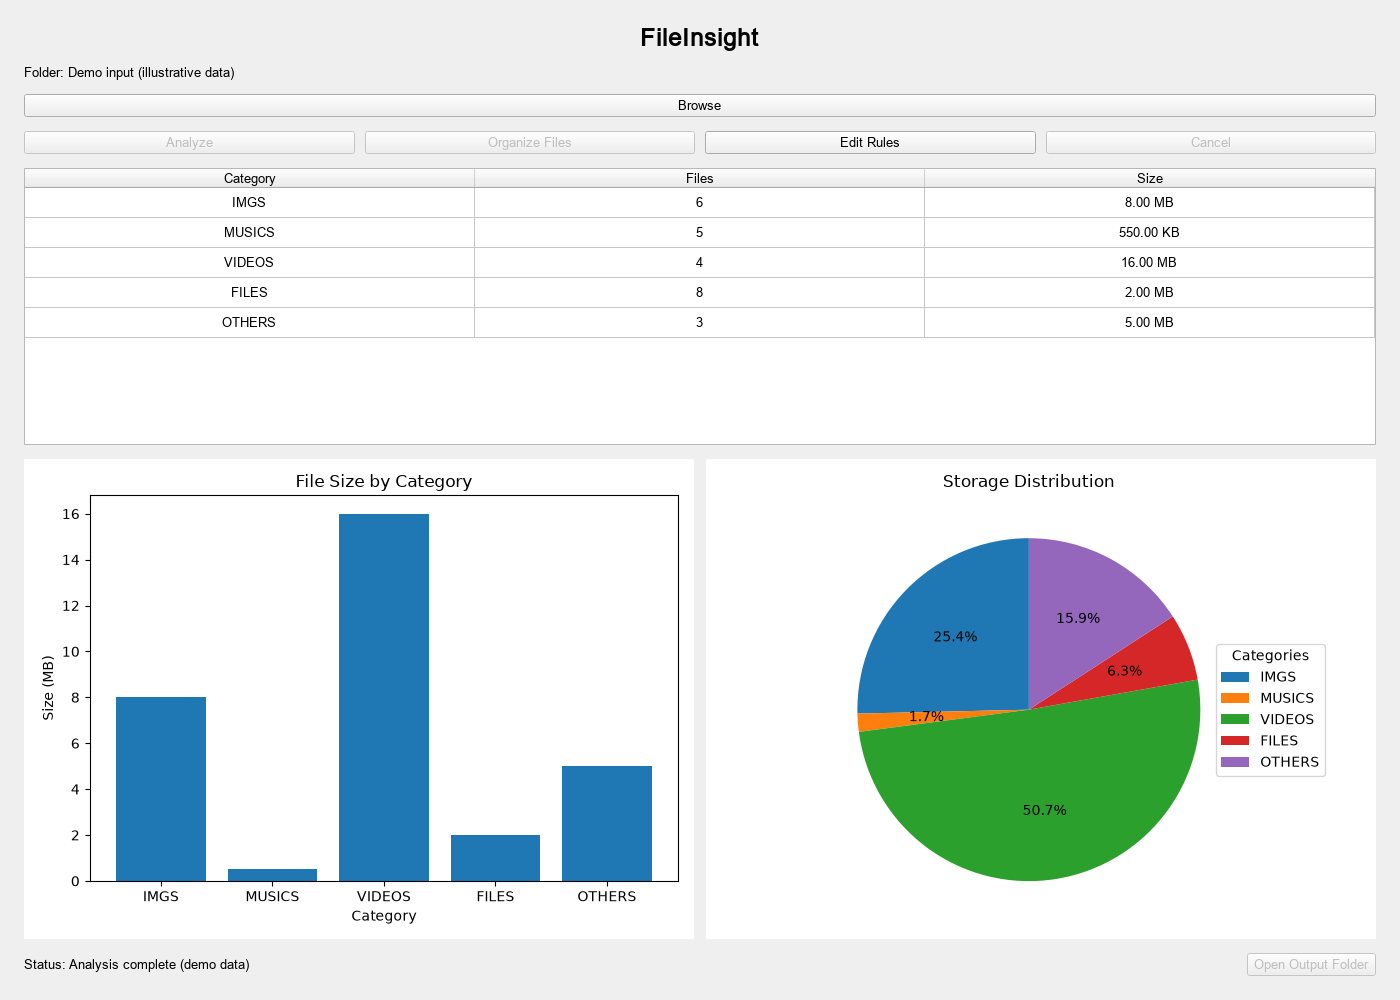 FileInsight
Folder: Demo input (illustrative data)
Browse
Analyze Organize Files Edit Rules Cancel
Category Files Size
IMGS 6 8.00 MB
MUSICS 5 550.00 KB
VIDEOS 4 16.00 MB
FILES 8 2.00 MB
OTHERS 3 5.00 MB
File Size by Category
16
14
12
10
8
6
4
2
0
Size (MB)
IMGS MUSICS VIDEOS FILES OTHERS
Category
Storage Distribution
15.9%
25.4%
6.3%
1.7%
50.7%
Categories
IMGS
MUSICS
VIDEOS
FILES
OTHERS
Status: Analysis complete (demo data)
Open Output Folder